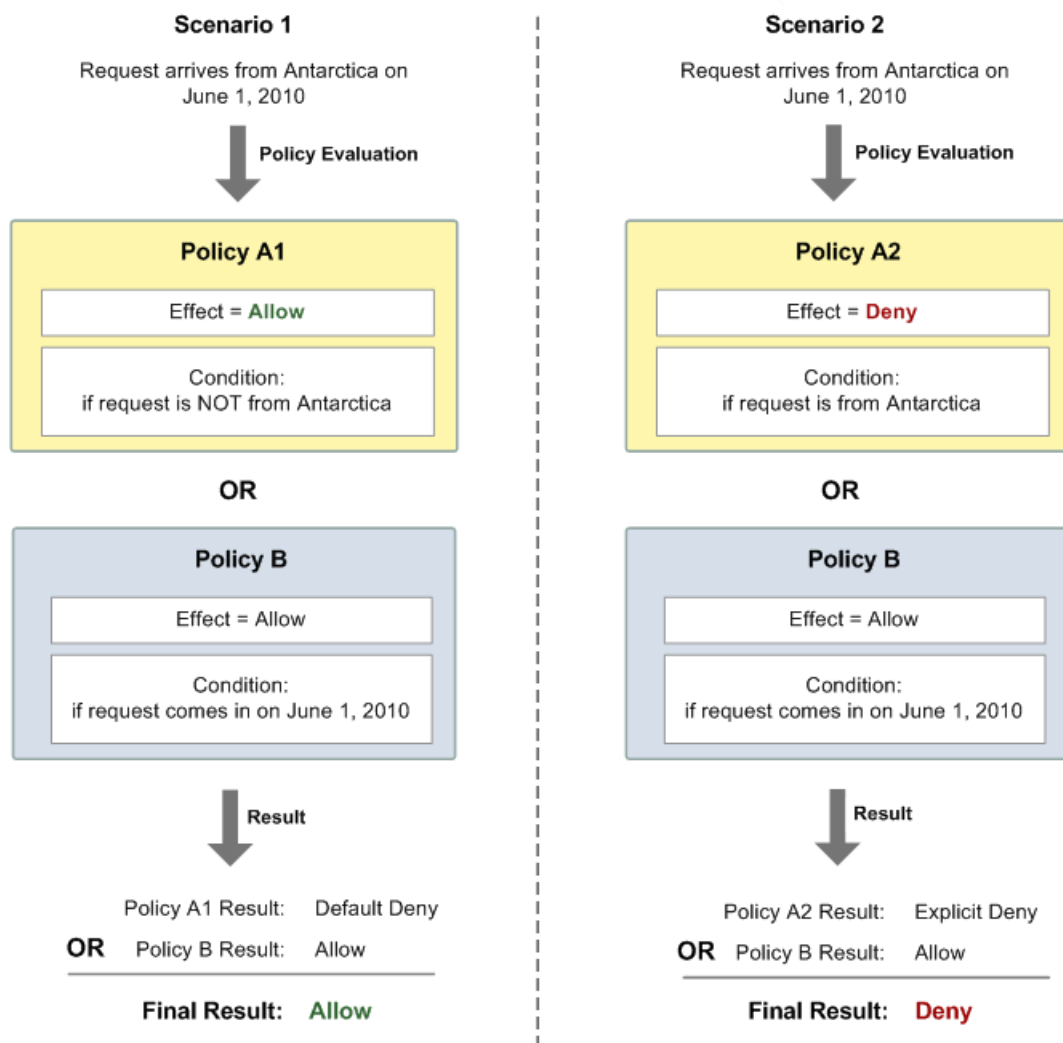 Scenario 1
Request arrives from Antarctica on
June 1, 2010
Policy Evaluation
Policy A1
Effect = Allow
Condition:
if request is NOT from Antarctica
OR
Policy B
Effect = Allow
Condition:
if request comes in on June 1, 2010
Result
Policy A1 Result: Default Deny
OR Policy B Result: Allow
Final Result: Allow
Scenario 2
Request arrives from Antarctica on
June 1, 2010
Policy Evaluation
Policy A2
Effect = Deny
Condition:
if request is from Antarctica
OR
Policy B
Effect = Allow
Condition:
if request comes in on June 1, 2010
Result
Policy A2 Result: Explicit Deny
OR Policy B Result: Allow
Final Result: Deny